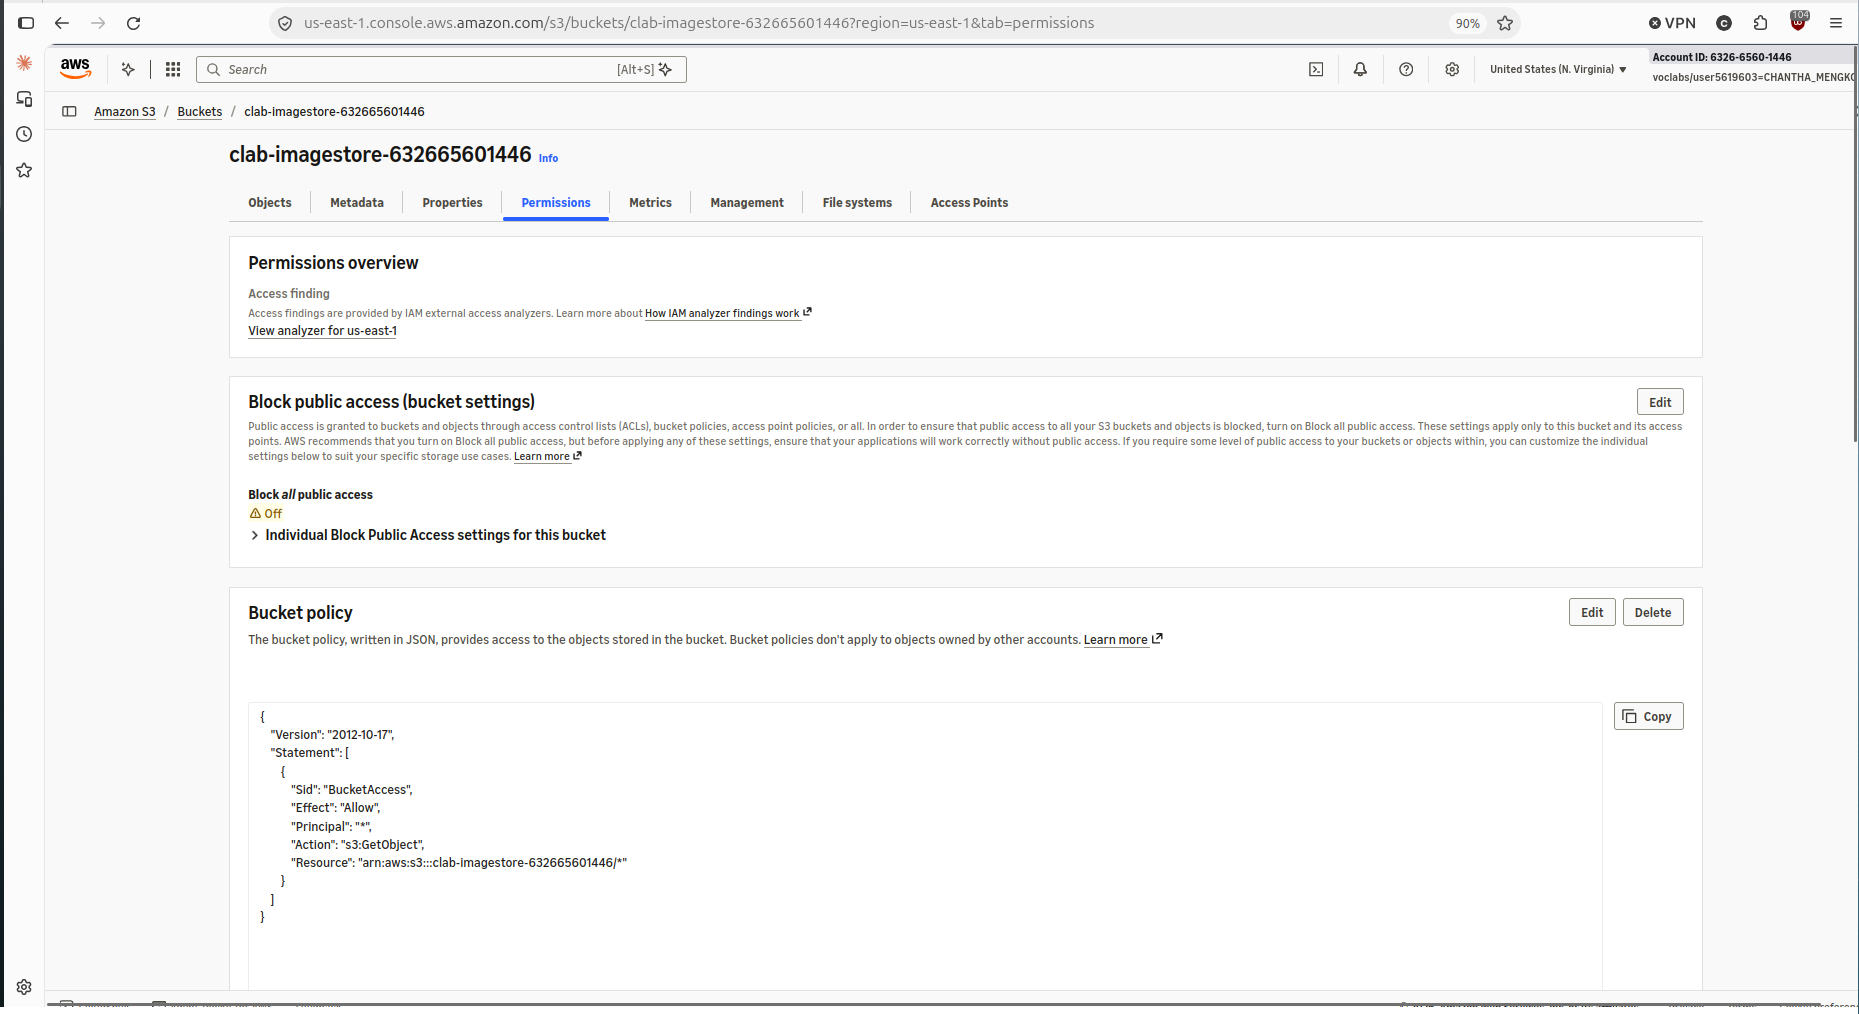 us-east-1.console.aws.amazon.com/s3/buckets/clab-imagestore-632665601446?region=us-east-1&tab=permissions
90%
VPN
C
104
aws
Search
[Alt+S]
United States (N. Virginia)
Account ID: 6326-6560-1446
voclabs/user5619603=CHANTHA_MENGKO
Amazon S3 / Buckets / clab-imagestore-632665601446
clab-imagestore-632665601446 Info
Objects
Metadata
Properties
Permissions
Metrics
Management
File systems
Access Points
Permissions overview
Access finding
Access findings are provided by IAM external access analyzers. Learn more about How IAM analyzer findings work
View analyzer for us-east-1
Block public access (bucket settings)
Edit
Public access is granted to buckets and objects through access control lists (ACLs), bucket policies, access point policies, or all. In order to ensure that public access to all your S3 buckets and objects is blocked, turn on Block all public access. These settings apply only to this bucket and its access
points. AWS recommends that you turn on Block all public access, but before applying any of these settings, ensure that your applications will work correctly without public access. If you require some level of public access to your buckets or objects within, you can customize the individual
settings below to suit your specific storage use cases. Learn more
Block all public access
Off
Individual Block Public Access settings for this bucket
Bucket policy
Edit
Delete
The bucket policy, written in JSON, provides access to the objects stored in the bucket. Bucket policies don't apply to objects owned by other accounts. Learn more
Copy
{
"Version": "2012-10-17",
"Statement": [
{
"Sid": "BucketAccess",
"Effect": "Allow",
"Principal": "*",
"Action": "s3:GetObject",
"Resource": "arn:aws:s3:::clab-imagestore-632665601446/*"
}
]
}